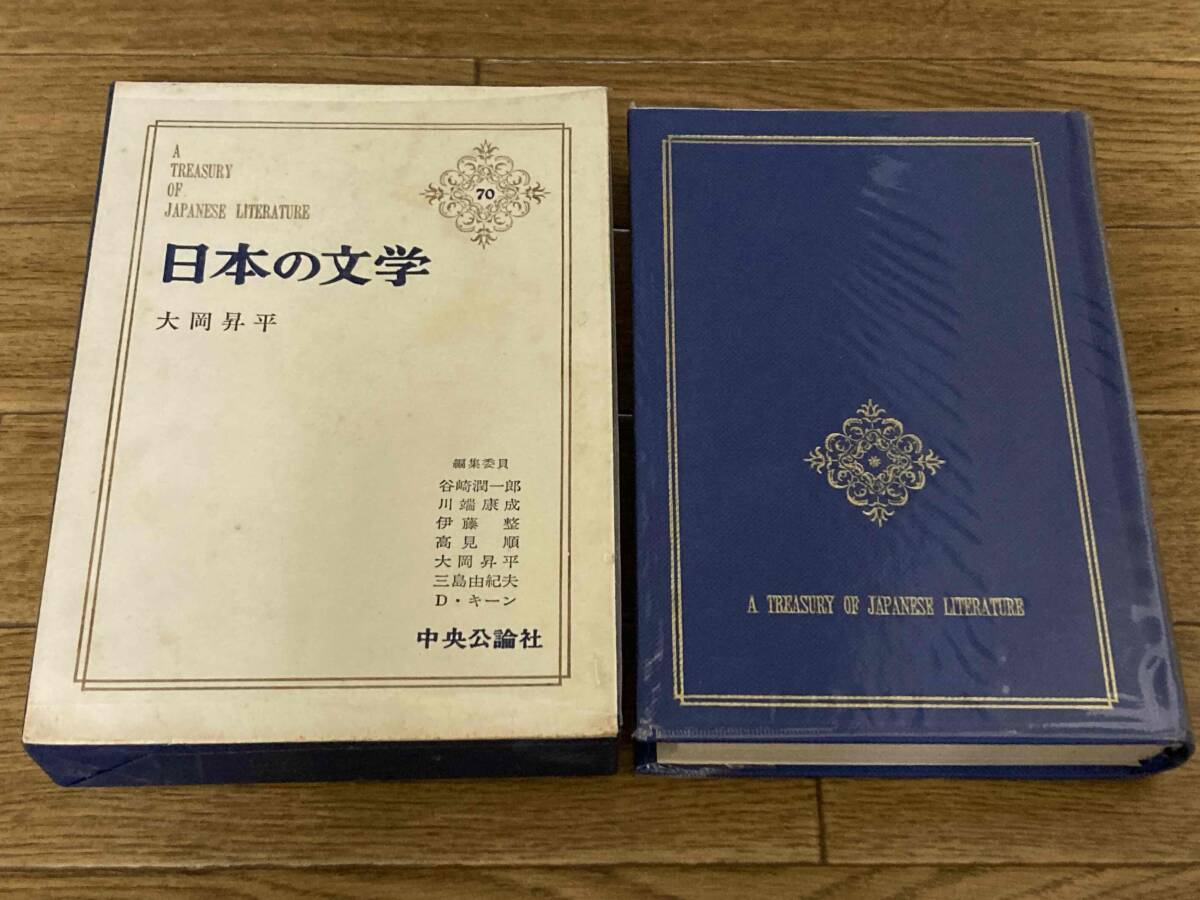 A
TREASURY
OF
JAPANESE LITERATURE
70
日本の文学
大岡昇平
編集委員
谷崎潤一郎
川端康成
伊藤整
高見順
大岡昇平
三島由紀夫
D・キーン
中央公論社
A TREASURY OF JAPANESE LITERATURE